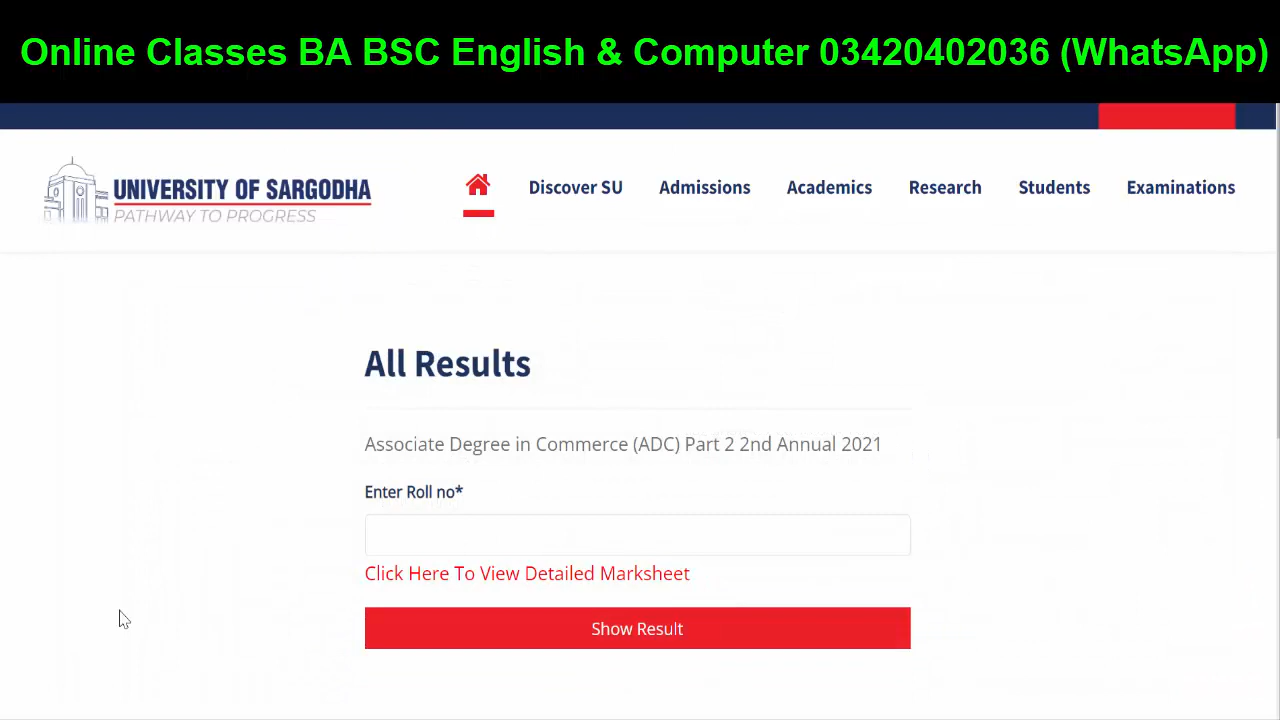 Online Classes BA BSC English & Computer 03420402036 (WhatsApp)
UNIVERSITY OF SARGODHA
PATHWAY TO PROGRESS
Discover SU Admissions Academics Research Students Examinations
All Results
Associate Degree in Commerce (ADC) Part 2 2nd Annual 2021
Enter Roll no*
Click Here To View Detailed Marksheet
Show Result